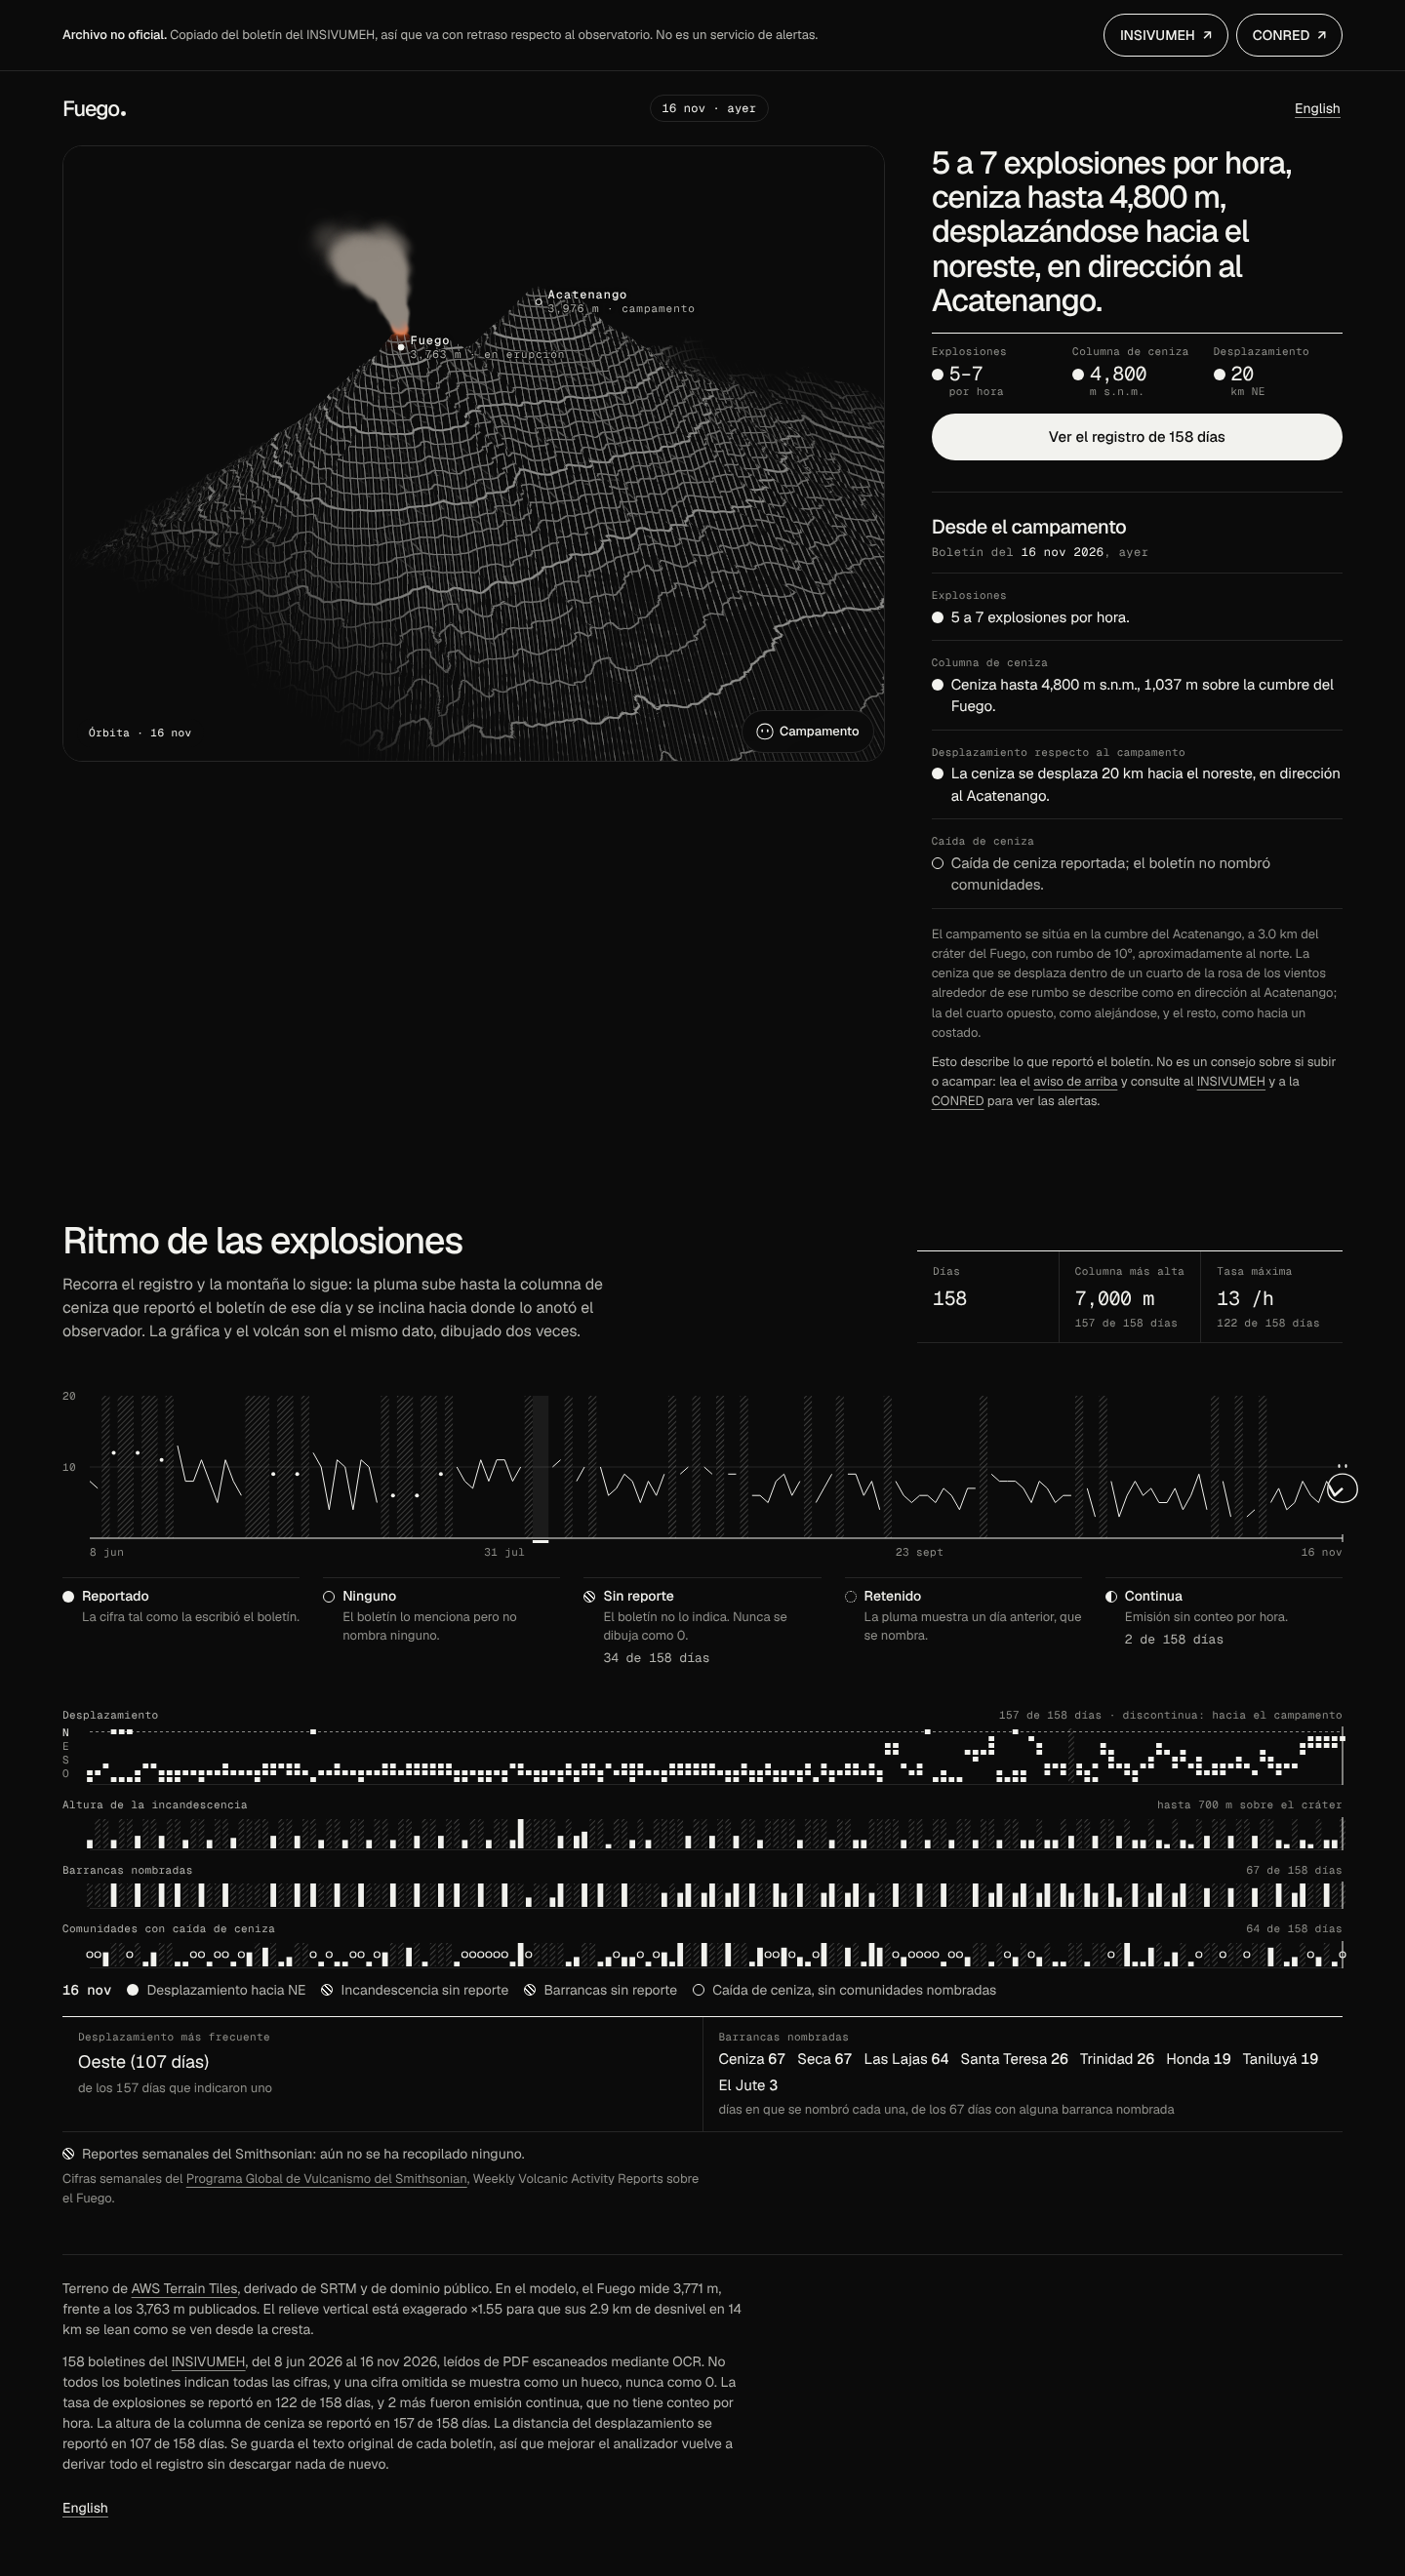 Archivo no oficial. Copiado del boletín del INSIVUMEH, así que va con retraso respecto al observatorio. No es un servicio de alertas.
INSIVUMEH ↗
CONRED ↗
Fuego.
16 nov · ayer
English
Acatenango
3,976 m · campamento
Fuego
3,763 m · en erupción
Órbita · 16 nov
Campamento
5 a 7 explosiones por hora,
ceniza hasta 4,800 m,
desplazándose hacia el
noreste, en dirección al
Acatenango.
Explosiones
5–7
por hora
Columna de ceniza
4,800
m s.n.m.
Desplazamiento
20
km NE
Ver el registro de 158 días
Desde el campamento
Boletín del 16 nov 2026, ayer
Explosiones
5 a 7 explosiones por hora.
Columna de ceniza
Ceniza hasta 4,800 m s.n.m., 1,037 m sobre la cumbre del
Fuego.
Desplazamiento respecto al campamento
La ceniza se desplaza 20 km hacia el noreste, en dirección
al Acatenango.
Caída de ceniza
Caída de ceniza reportada; el boletín no nombró
comunidades.
El campamento se sitúa en la cumbre del Acatenango, a 3.0 km del
cráter del Fuego, con rumbo de 10°, aproximadamente al norte. La
ceniza que se desplaza dentro de un cuarto de la rosa de los vientos
alrededor de ese rumbo se describe como en dirección al Acatenango;
la del cuarto opuesto, como alejándose, y el resto, como hacia un
costado.
Esto describe lo que reportó el boletín. No es un consejo sobre si subir
o acampar: lea el aviso de arriba y consulte al INSIVUMEH y a la
CONRED para ver las alertas.
Ritmo de las explosiones
Recorra el registro y la montaña lo sigue: la pluma sube hasta la columna de
ceniza que reportó el boletín de ese día y se inclina hacia donde lo anotó el
observador. La gráfica y el volcán son el mismo dato, dibujado dos veces.
Días
158
Columna más alta
7,000 m
157 de 158 días
Tasa máxima
13 /h
122 de 158 días
20
10
8 jun
31 jul
23 sept
16 nov
Reportado
La cifra tal como la escribió el boletín.
Ninguno
El boletín lo menciona pero no
nombra ninguno.
Sin reporte
El boletín no lo indica. Nunca se
dibuja como 0.
34 de 158 días
Retenido
La pluma muestra un día anterior, que
se nombra.
Continua
Emisión sin conteo por hora.
2 de 158 días
Desplazamiento
157 de 158 días · discontinua: hacia el campamento
N
E
S
O
Altura de la incandescencia
hasta 700 m sobre el cráter
Barrancas nombradas
67 de 158 días
Comunidades con caída de ceniza
64 de 158 días
16 nov
Desplazamiento hacia NE
Incandescencia sin reporte
Barrancas sin reporte
Caída de ceniza, sin comunidades nombradas
Desplazamiento más frecuente
Oeste (107 días)
de los 157 días que indicaron uno
Barrancas nombradas
Ceniza 67 Seca 67 Las Lajas 64 Santa Teresa 26 Trinidad 26 Honda 19 Taniluyá 19
El Jute 3
días en que se nombró cada una, de los 67 días con alguna barranca nombrada
Reportes semanales del Smithsonian: aún no se ha recopilado ninguno.
Cifras semanales del Programa Global de Vulcanismo del Smithsonian, Weekly Volcanic Activity Reports sobre
el Fuego.
Terreno de AWS Terrain Tiles, derivado de SRTM y de dominio público. En el modelo, el Fuego mide 3,771 m,
frente a los 3,763 m publicados. El relieve vertical está exagerado ×1.55 para que sus 2.9 km de desnivel en 14
km se lean como se ven desde la cresta.
158 boletines del INSIVUMEH, del 8 jun 2026 al 16 nov 2026, leídos de PDF escaneados mediante OCR. No
todos los boletines indican todas las cifras, y una cifra omitida se muestra como un hueco, nunca como 0. La
tasa de explosiones se reportó en 122 de 158 días, y 2 más fueron emisión continua, que no tiene conteo por
hora. La altura de la columna de ceniza se reportó en 157 de 158 días. La distancia del desplazamiento se
reportó en 107 de 158 días. Se guarda el texto original de cada boletín, así que mejorar el analizador vuelve a
derivar todo el registro sin descargar nada de nuevo.
English